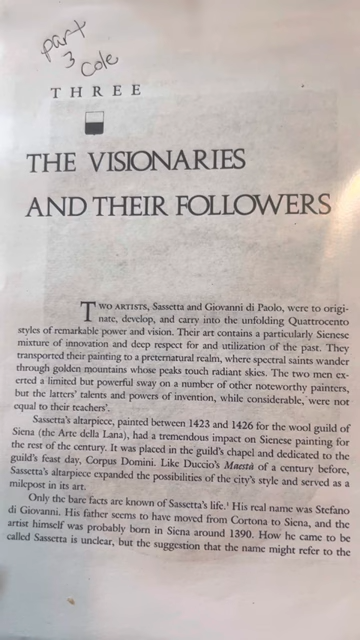 part
3
Cole
THREE
THE VISIONARIES
AND THEIR FOLLOWERS
TWO ARTISTS, Sassetta and Giovanni di Paolo, were to origi-
nate, develop, and carry into the unfolding Quattrocento
styles of remarkable power and vision. Their art contains a particularly Sienese
mixture of innovation and deep respect for and utilization of the past. They
transported their painting to a preternatural realm, where spectral saints wander
through golden mountains whose peaks touch radiant skies. The two men ex-
erted a limited but powerful sway on a number of other noteworthy painters,
but the latters' talents and powers of invention, while considerable, were not
equal to their teachers'.
Sassetta's altarpiece, painted between 1423 and 1426 for the wool guild of
Siena (the Arte della Lana), had a tremendous impact on Sienese painting for
the rest of the century. It was placed in the guild's chapel and dedicated to the
guild's feast day, Corpus Domini. Like Duccio's Maestà of a century before,
Sassetta's altarpiece expanded the possibilities of the city's style and served as a
milepost in its art.
Only the bare facts are known of Sassetta's life.¹ His real name was Stefano
di Giovanni. His father seems to have moved from Cortona to Siena, and the
artist himself was probably born in Siena around 1390. How he came to be
called Sassetta is unclear, but the suggestion that the name might refer to the